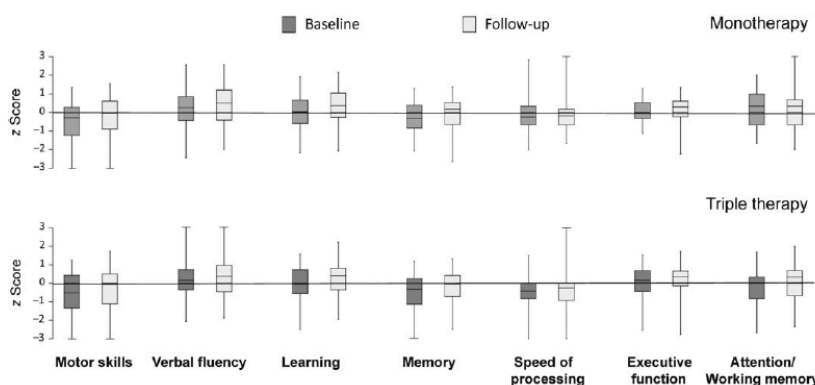 Baseline Follow-up Monotherapy
3
2
1
0
−1
−2
−3
z Score
Triple therapy
3
2
1
0
−1
−2
−3
z Score
Motor skills Verbal fluency Learning Memory Speed of processing Executive function Attention/ Working memory